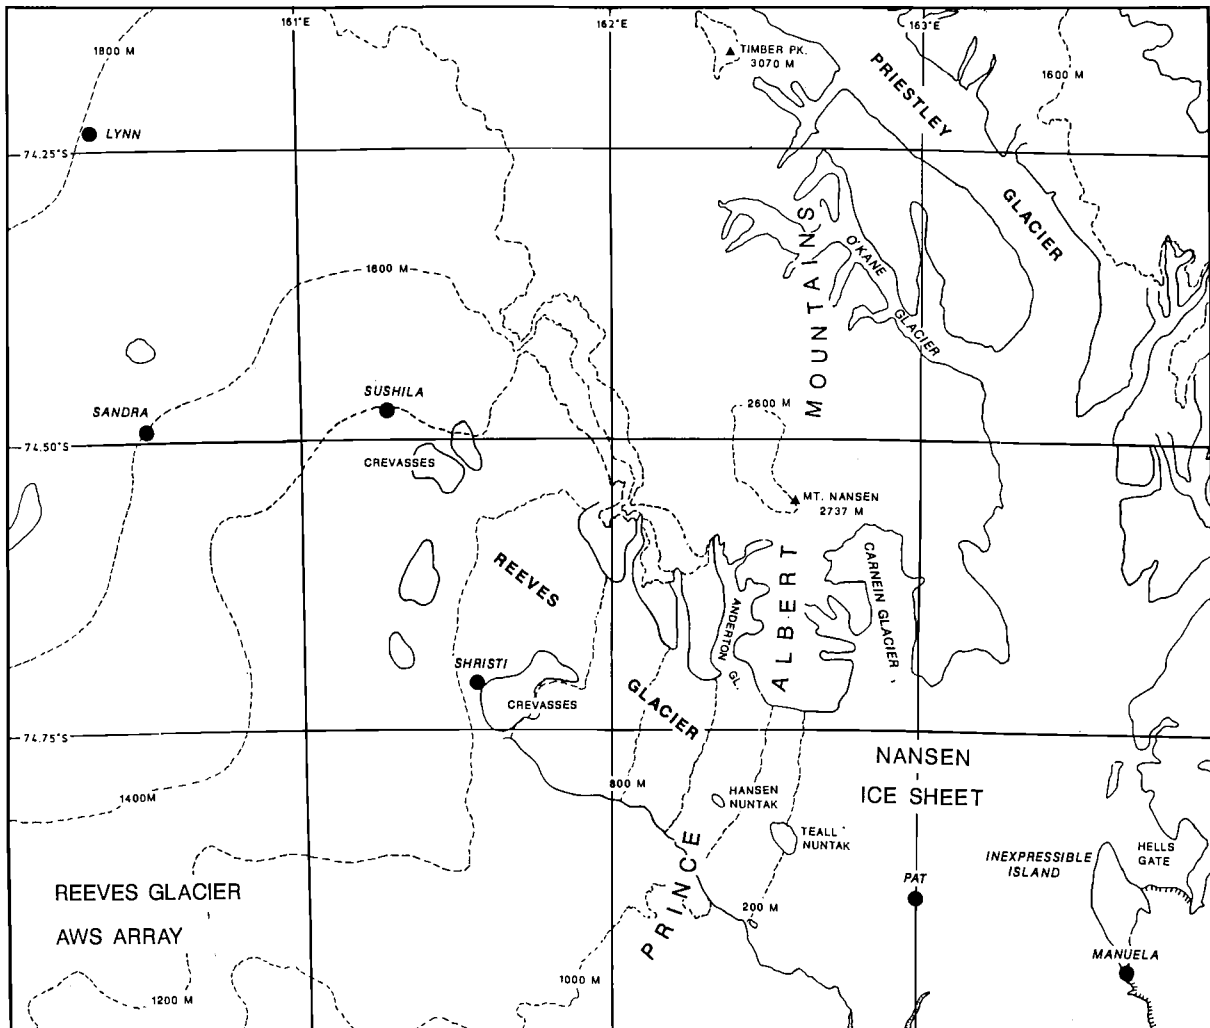 161°E
162°E
163°E
1800 M
TIMBER PK.
3070 M
PRIESTLEY
GLACIER
1600 M
LYNN
74.25°S
1600 M
MOUNTAINS
O'KANE
GLACIER
SUSHILA
SANDRA
2600 M
74.50°S
CREVASSES
MT. NANSEN
2737 M
REEVES
GLACIER
ALBERT
CARNEIN GLACIER
ANDERTON GL.
SHRISTI
CREVASSES
74.75°S
NANSEN
ICE SHEET
1400M
800 M
HANSEN
NUNTAK
TEALL
NUNTAK
PRINCE
INEXPRESSIBLE
ISLAND
HELLS
GATE
PAT
REEVES GLACIER
AWS ARRAY
200 M
MANUELA
1000 M
1200 M